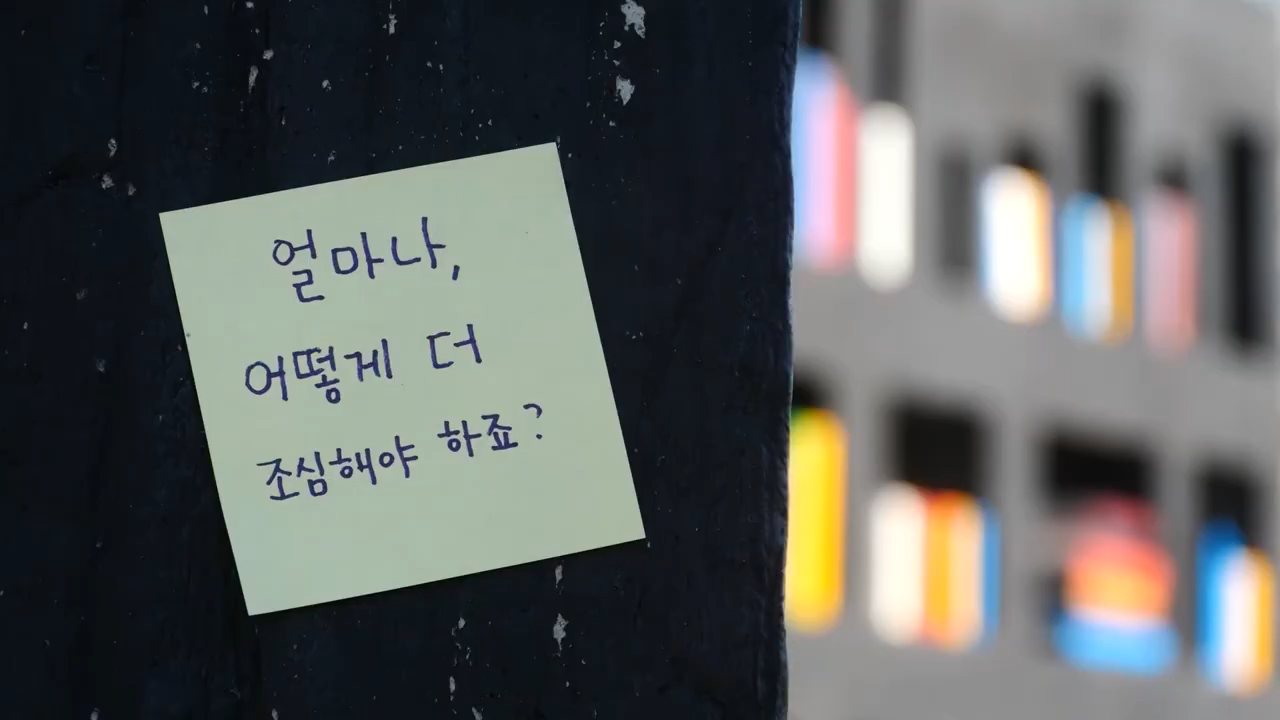 얼마나,
어떻게 더
조심해야 하죠?